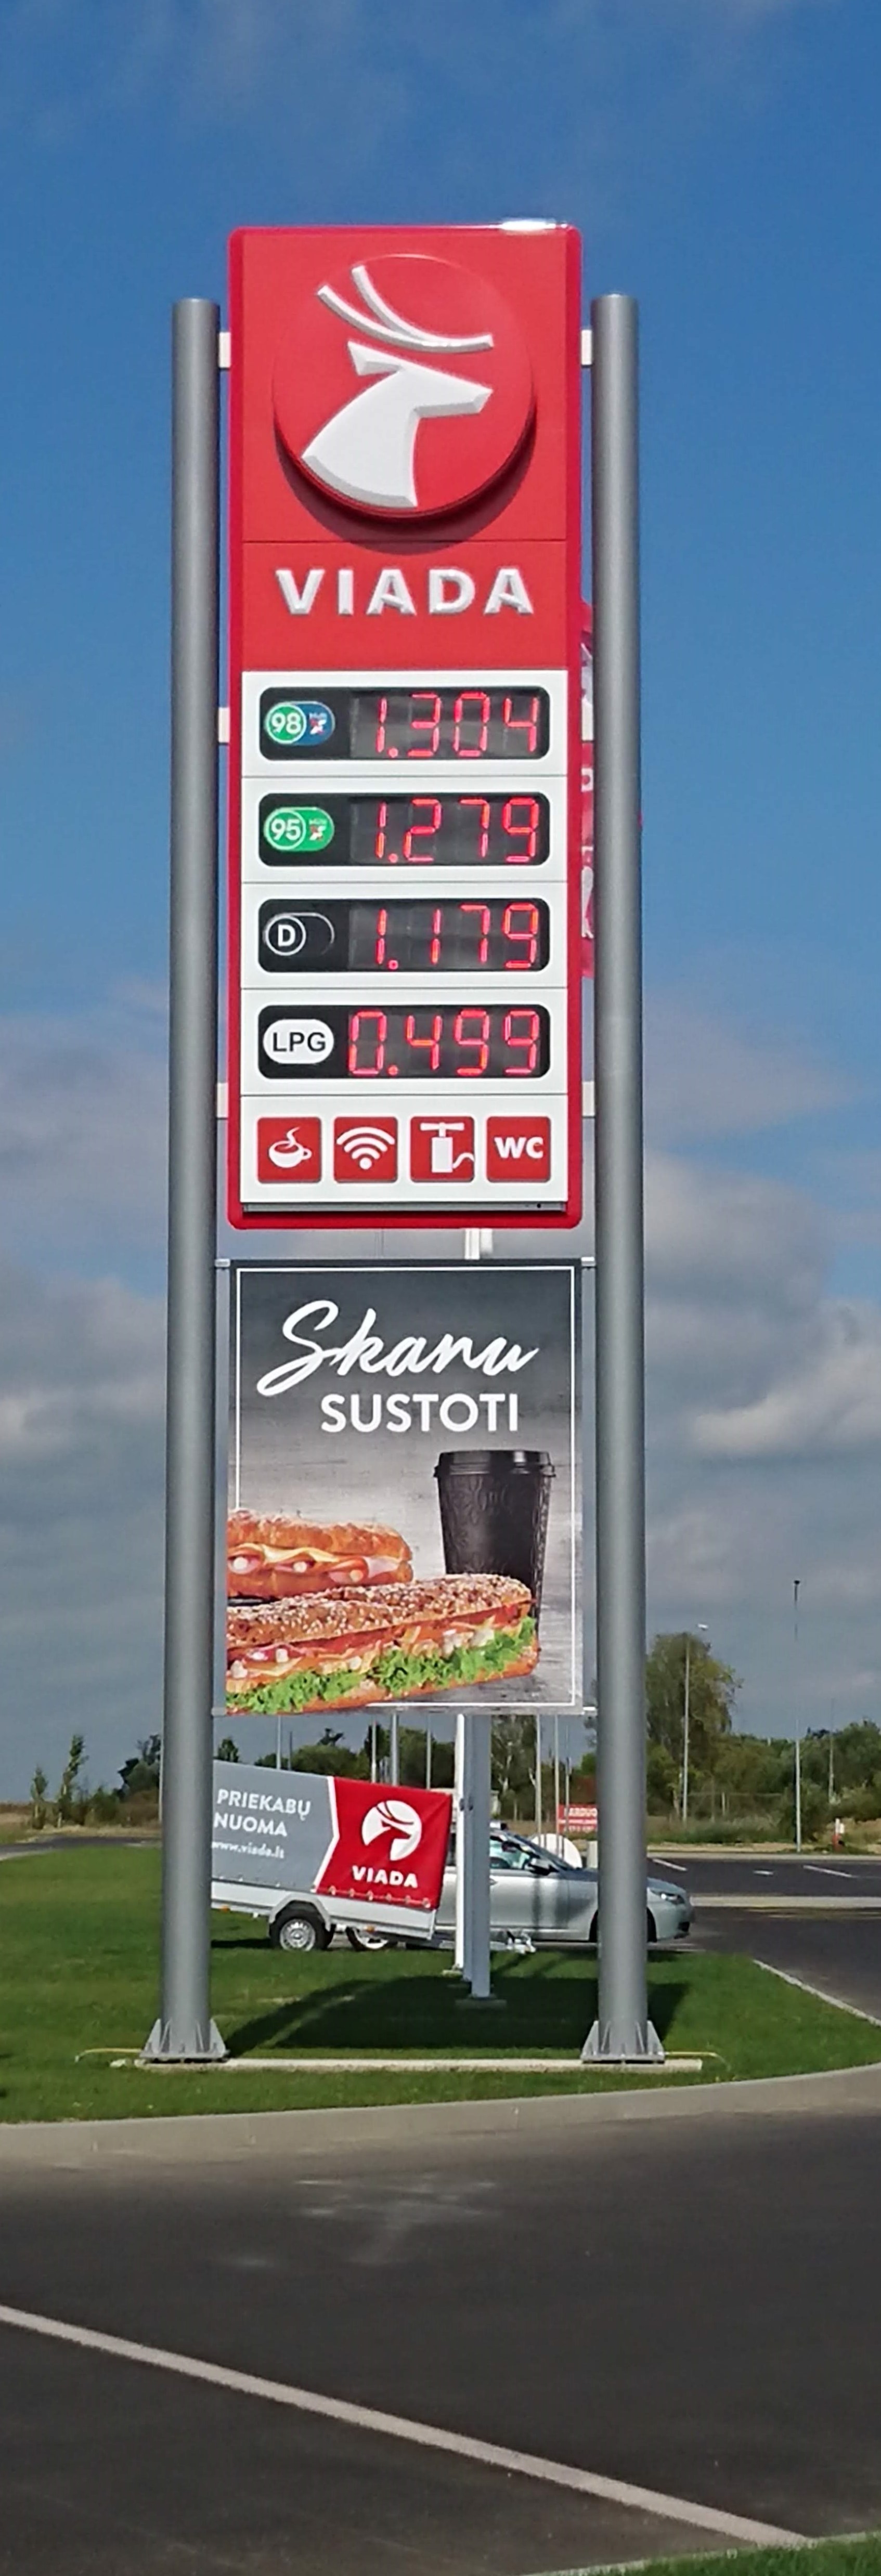 VIADA
98
1.304
95
1.279
D
1.179
LPG
0.499
WC
Skanu
SUSTOTI
PRIEKABŲ
NUOMA
www.viada.lt
VIADA